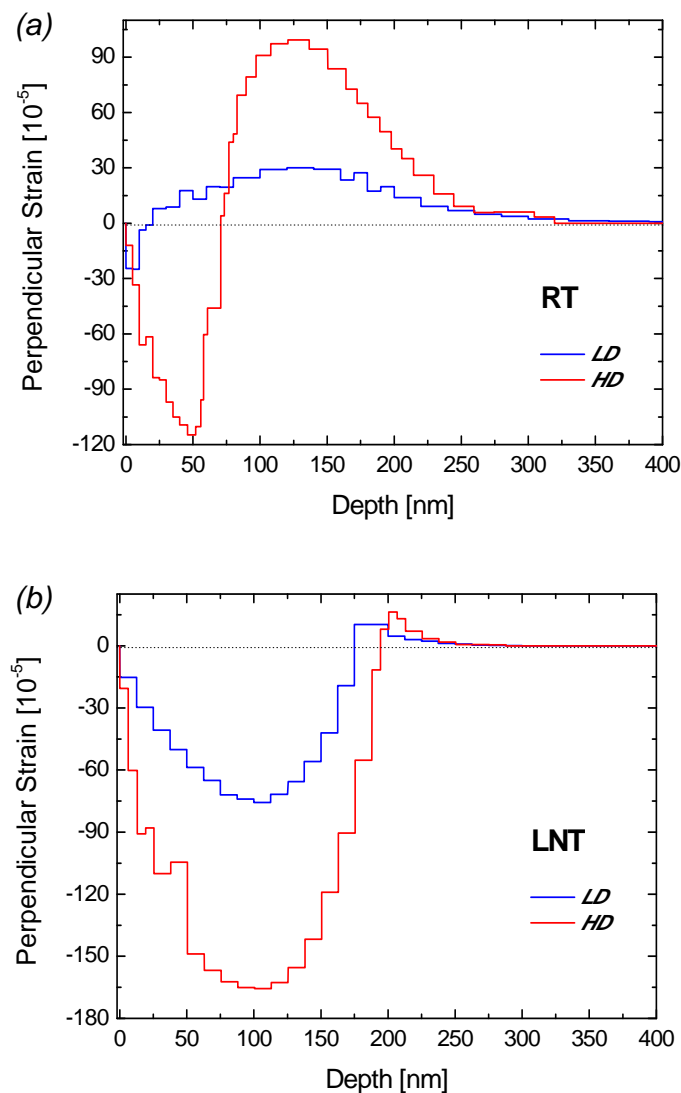 (a)
Perpendicular Strain [10^-5]
90
60
30
0
-30
-60
-90
-120
RT
LD
HD
0 50 100 150 200 250 300 350 400
Depth [nm]
(b)
Perpendicular Strain [10^-5]
0
-30
-60
-90
-120
-150
-180
LNT
LD
HD
0 50 100 150 200 250 300 350 400
Depth [nm]